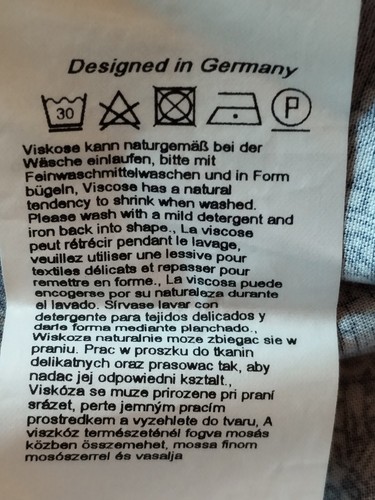 Designed in Germany
30 P
Viskose kann naturgemäß bei der
Wäsche einlaufen, bitte mit
Feinwaschmittelwaschen und in Form
bügeln, Viscose has a natural
tendency to shrink when washed.
Please wash with a mild detergent and
iron back into shape., La viscose
peut rétrécir pendant le lavage,
veuillez utiliser une lessive pour
textiles délicats et repasser pour
remettre en forme., La viscosa puede
encogerse por su naturaleza durante
el lavado. Sírvase lavar con
detergente para tejidos delicados y
darle forma mediante planchado.,
Wiskoza naturalnie moze zbiegac sie w
praniu. Prac w proszku do tkanin
delikatnych oraz prasowac tak, aby
nadac jej odpowiedni ksztalt.,
Viskóza se muze prirozene pri praní
srázet, perte jemným pracím
prostredkem a vyzehlete do tvaru, A
viszkóz természeténél fogva mosás
közben összemehet, mossa finom
mosószerrel és vasalja